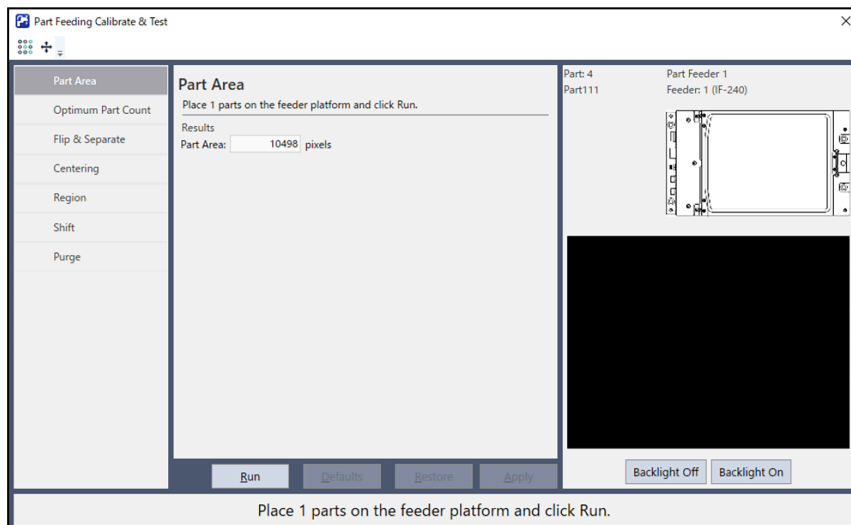 Part Feeding Calibrate & Test
Part Area
Optimum Part Count
Flip & Separate
Centering
Region
Shift
Purge
Part Area
Place 1 parts on the feeder platform and click Run.
Results
Part Area: 10498 pixels
Run Defaults Restore Apply
Part: 4 Part Feeder 1
Part111 Feeder: 1 (IF-240)
Backlight Off Backlight On
Place 1 parts on the feeder platform and click Run.